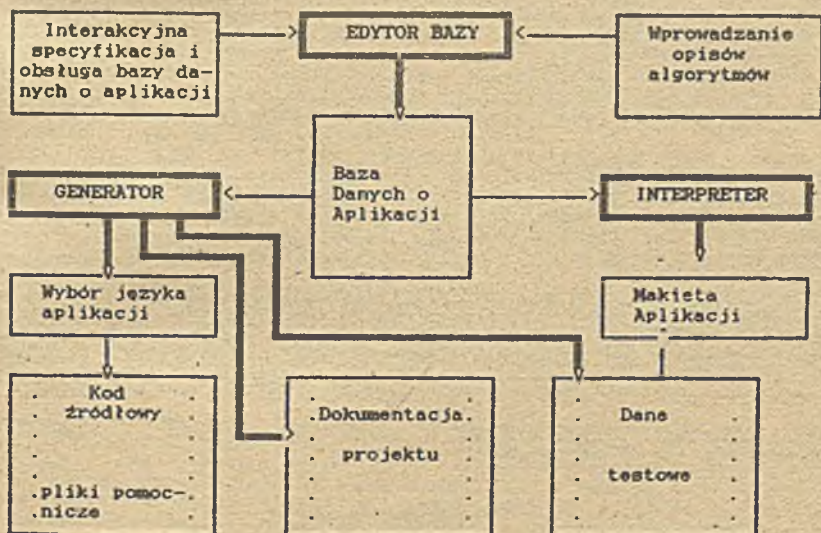 Interakcyjna
specyfikacja i
obsługa bazy da-
nych o aplikacji
EDYTOR BAZY
Wprowadzanie
opisów
algorytmów
Baza
Danych o
Aplikacji
GENERATOR
INTERPRETER
Wybór języka
aplikacji
Makieta
Aplikacji
Kod
źródłowy
pliki pomoc-
nicze
Dokumentacja
projektu
Dane
testowe